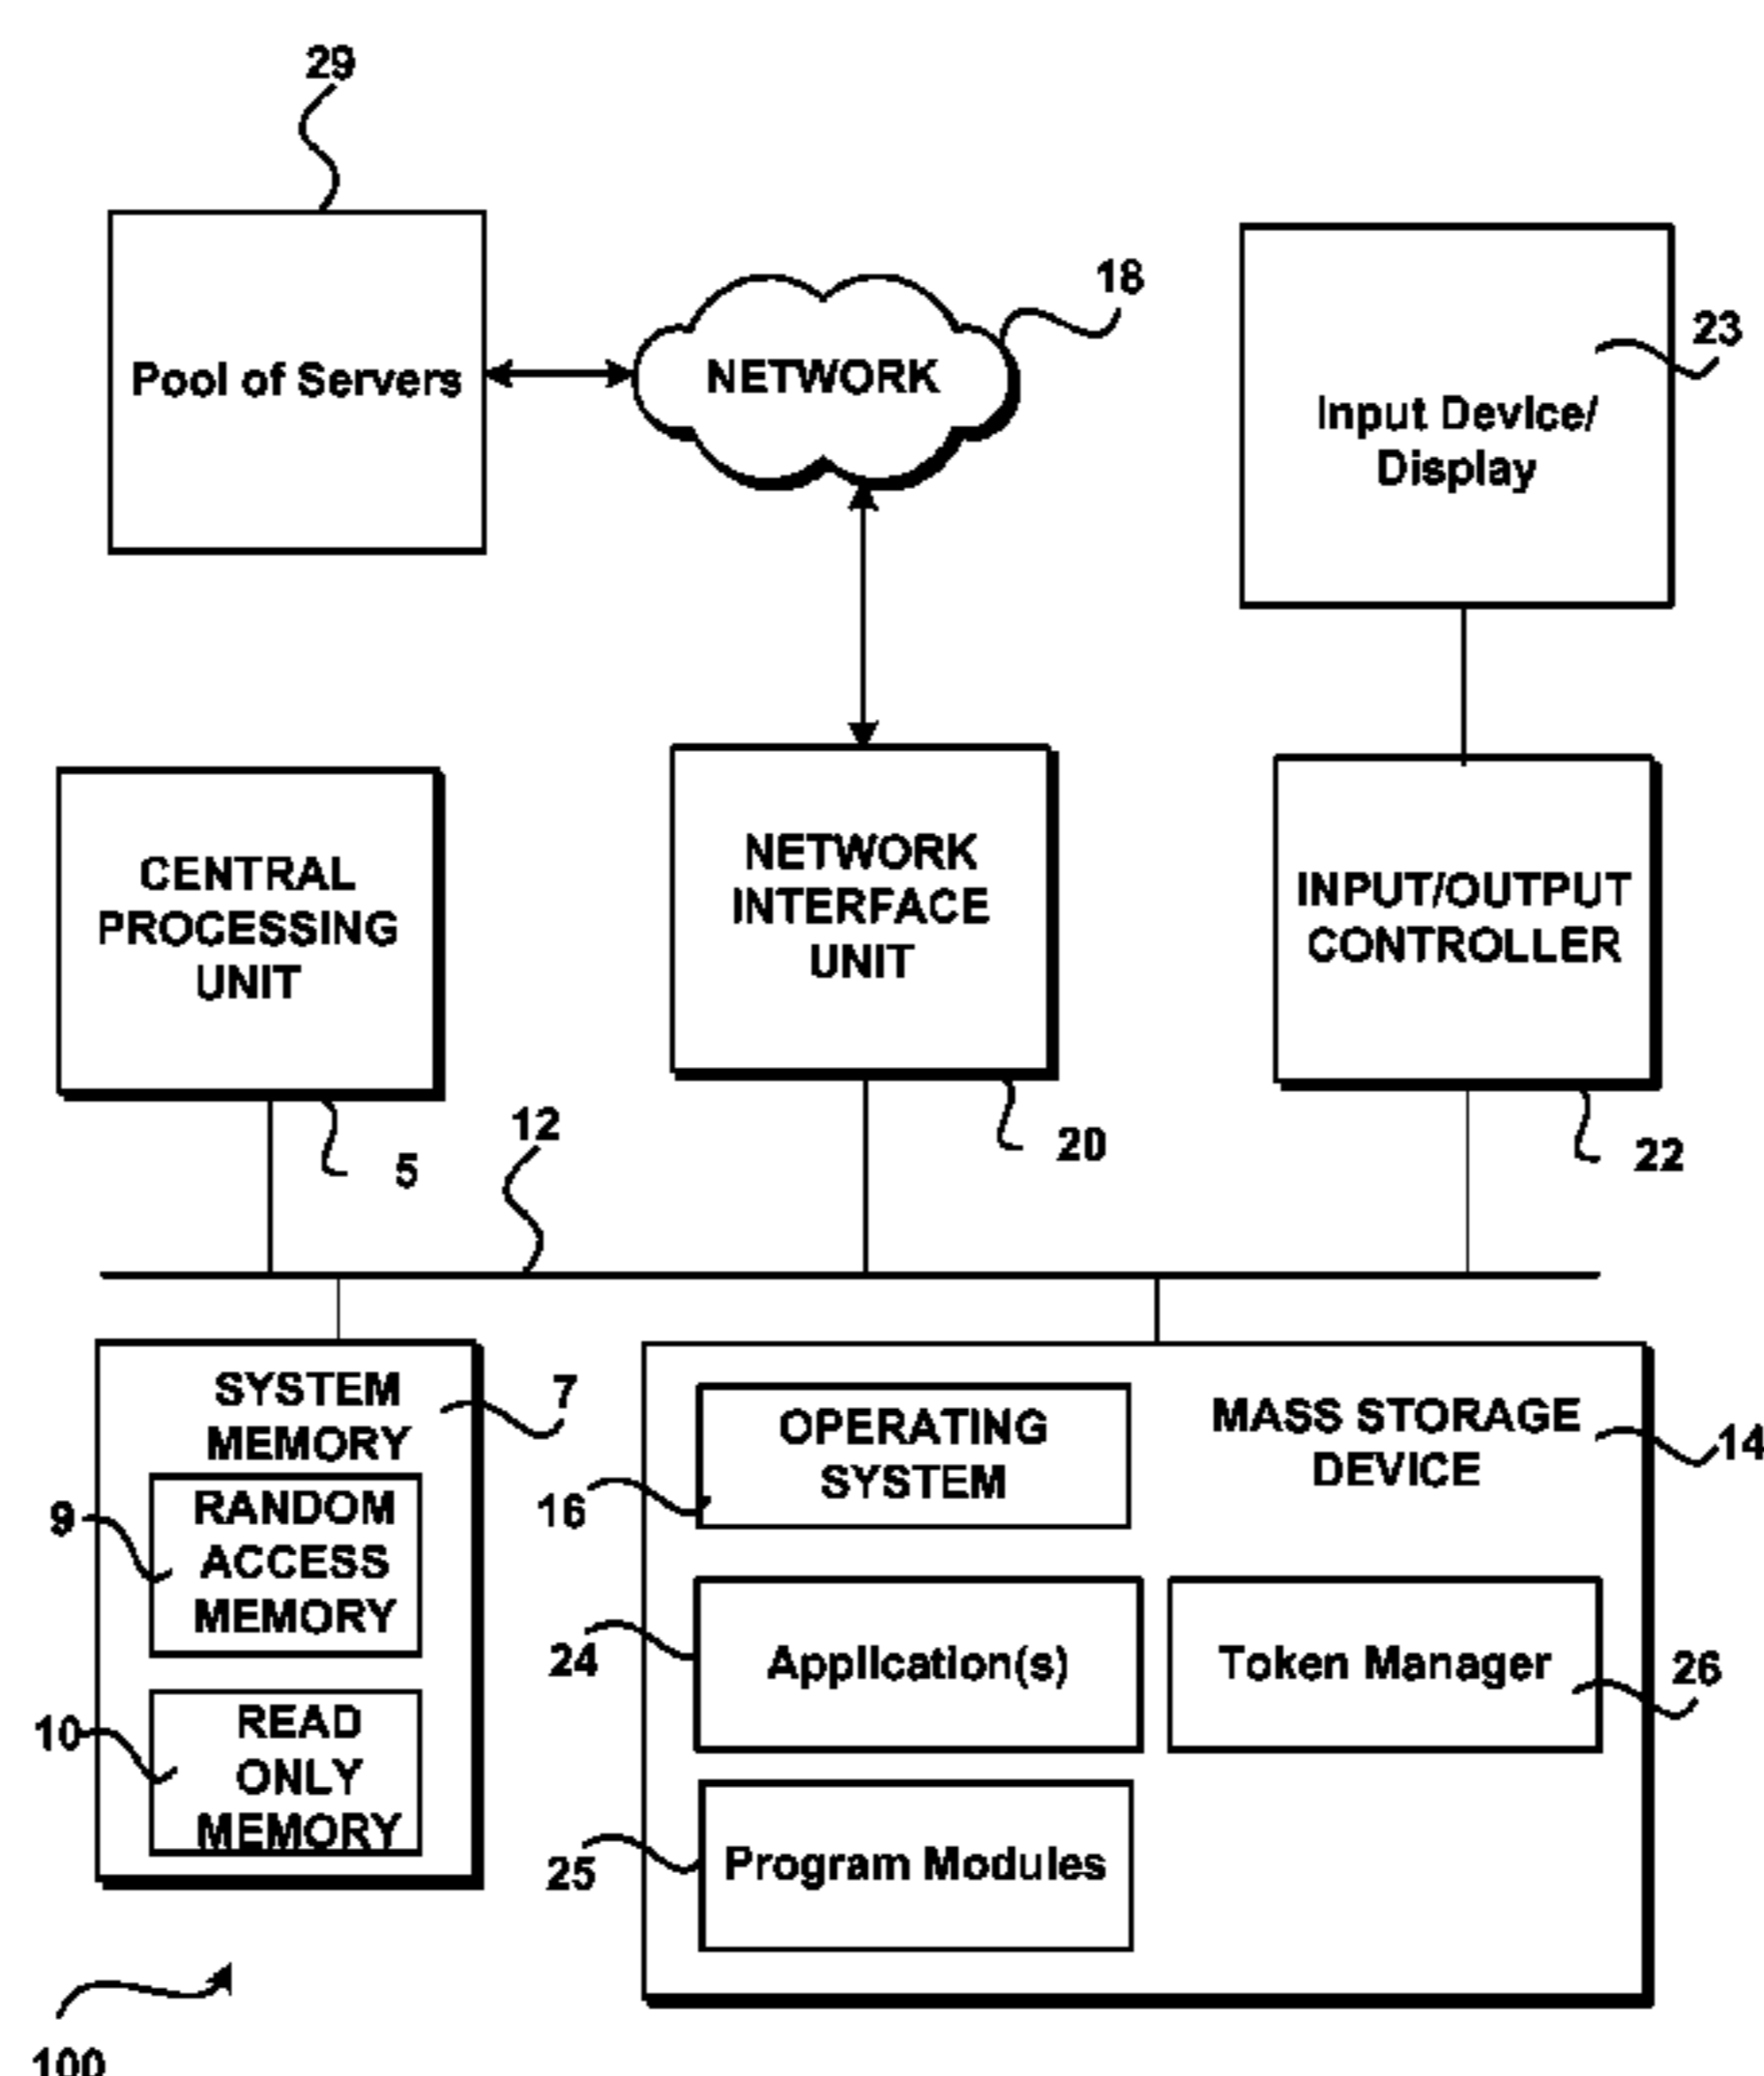 29
18
23
Pool of Servers
NETWORK
Input Device/
Display
CENTRAL
PROCESSING
UNIT
NETWORK
INTERFACE
UNIT
INPUT/OUTPUT
CONTROLLER
5
12
20
22
SYSTEM
MEMORY
7
RANDOM
ACCESS
MEMORY
9
READ
ONLY
MEMORY
10
OPERATING
SYSTEM
16
MASS STORAGE
DEVICE
14
Application(s)
24
Token Manager
26
Program Modules
25
100